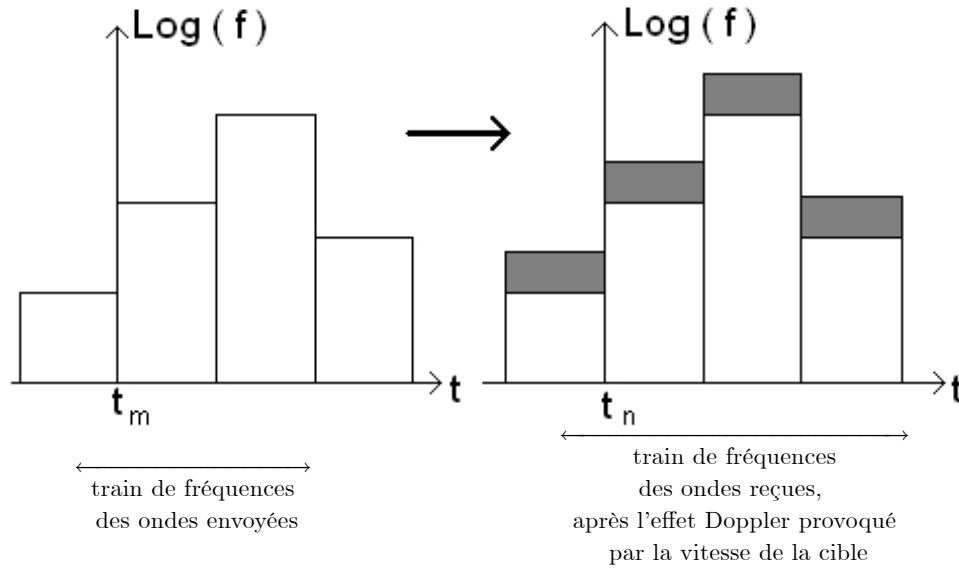 Log ( f )
Log ( f )
t
t
t m
t n
train de fréquences
des ondes envoyées
train de fréquences
des ondes reçues,
après l'effet Doppler provoqué
par la vitesse de la cible